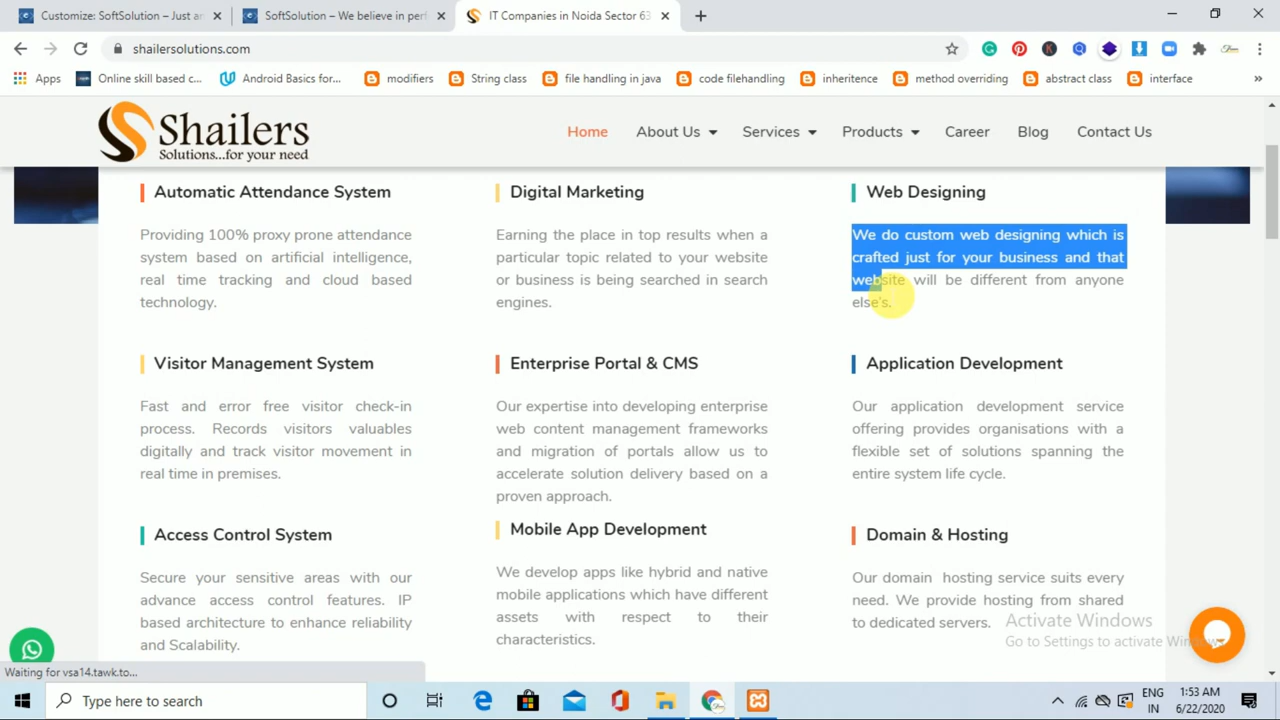 Customize: SoftSolution – Just an
SoftSolution – We believe in perf
IT Companies in Noida Sector 63
shailersolutions.com
Apps
Online skill based c...
Android Basics for...
modifiers
String class
file handling in java
code filehandling
inheritence
method overriding
abstract class
interface
»
Shailers
Solutions...for your need
Home
About Us
Services
Products
Career
Blog
Contact Us
Automatic Attendance System
Providing 100% proxy prone attendance
system based on artificial intelligence,
real time tracking and cloud based
technology.
Digital Marketing
Earning the place in top results when a
particular topic related to your website
or business is being searched in search
engines.
Web Designing
We do custom web designing which is
crafted just for your business and that
website will be different from anyone
else's.
Visitor Management System
Fast and error free visitor check-in
process. Records visitors valuables
digitally and track visitor movement in
real time in premises.
Enterprise Portal & CMS
Our expertise into developing enterprise
web content management frameworks
and migration of portals allow us to
accelerate solution delivery based on a
proven approach.
Application Development
Our application development service
offering provides organisations with a
flexible set of solutions spanning the
entire system life cycle.
Access Control System
Secure your sensitive areas with our
advance access control features. IP
based architecture to enhance reliability
and Scalability.
Mobile App Development
We develop apps like hybrid and native
mobile applications which have different
assets with respect to their
characteristics.
Domain & Hosting
Our domain hosting service suits every
need. We provide hosting from shared
to dedicated servers.
Activate Windows
Go to Settings to activate Windows.
Waiting for vsa14.tawk.to...
Type here to search
ENG
IN
1:53 AM
6/22/2020